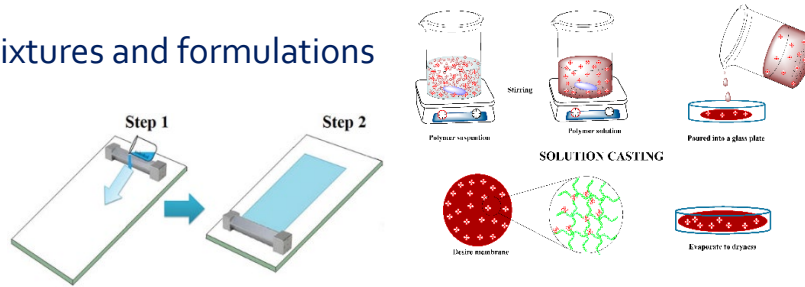 ixtures and formulations
Step 1
Step 2
Stirring
Polymer suspention
Polymer solution
Poured into a glass plate
SOLUTION CASTING
Desire membrane
Evaporate to dryness